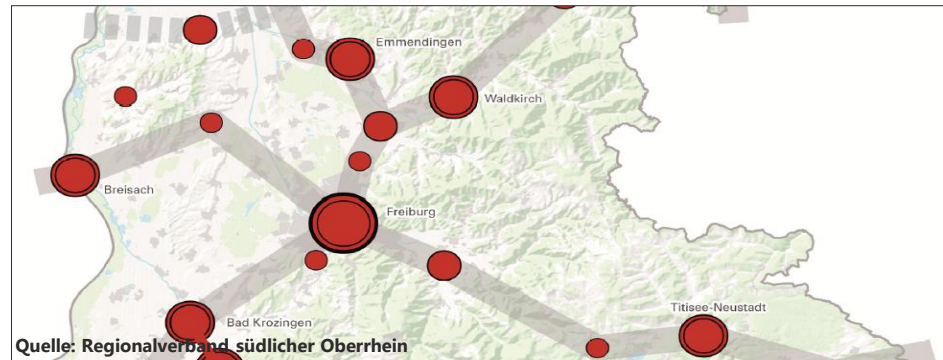 Emmendingen
Waldkirch
Breisach
Freiburg
Titisee-Neustadt
Bad Krozingen
Quelle: Regionalverband südlicher Oberrhein